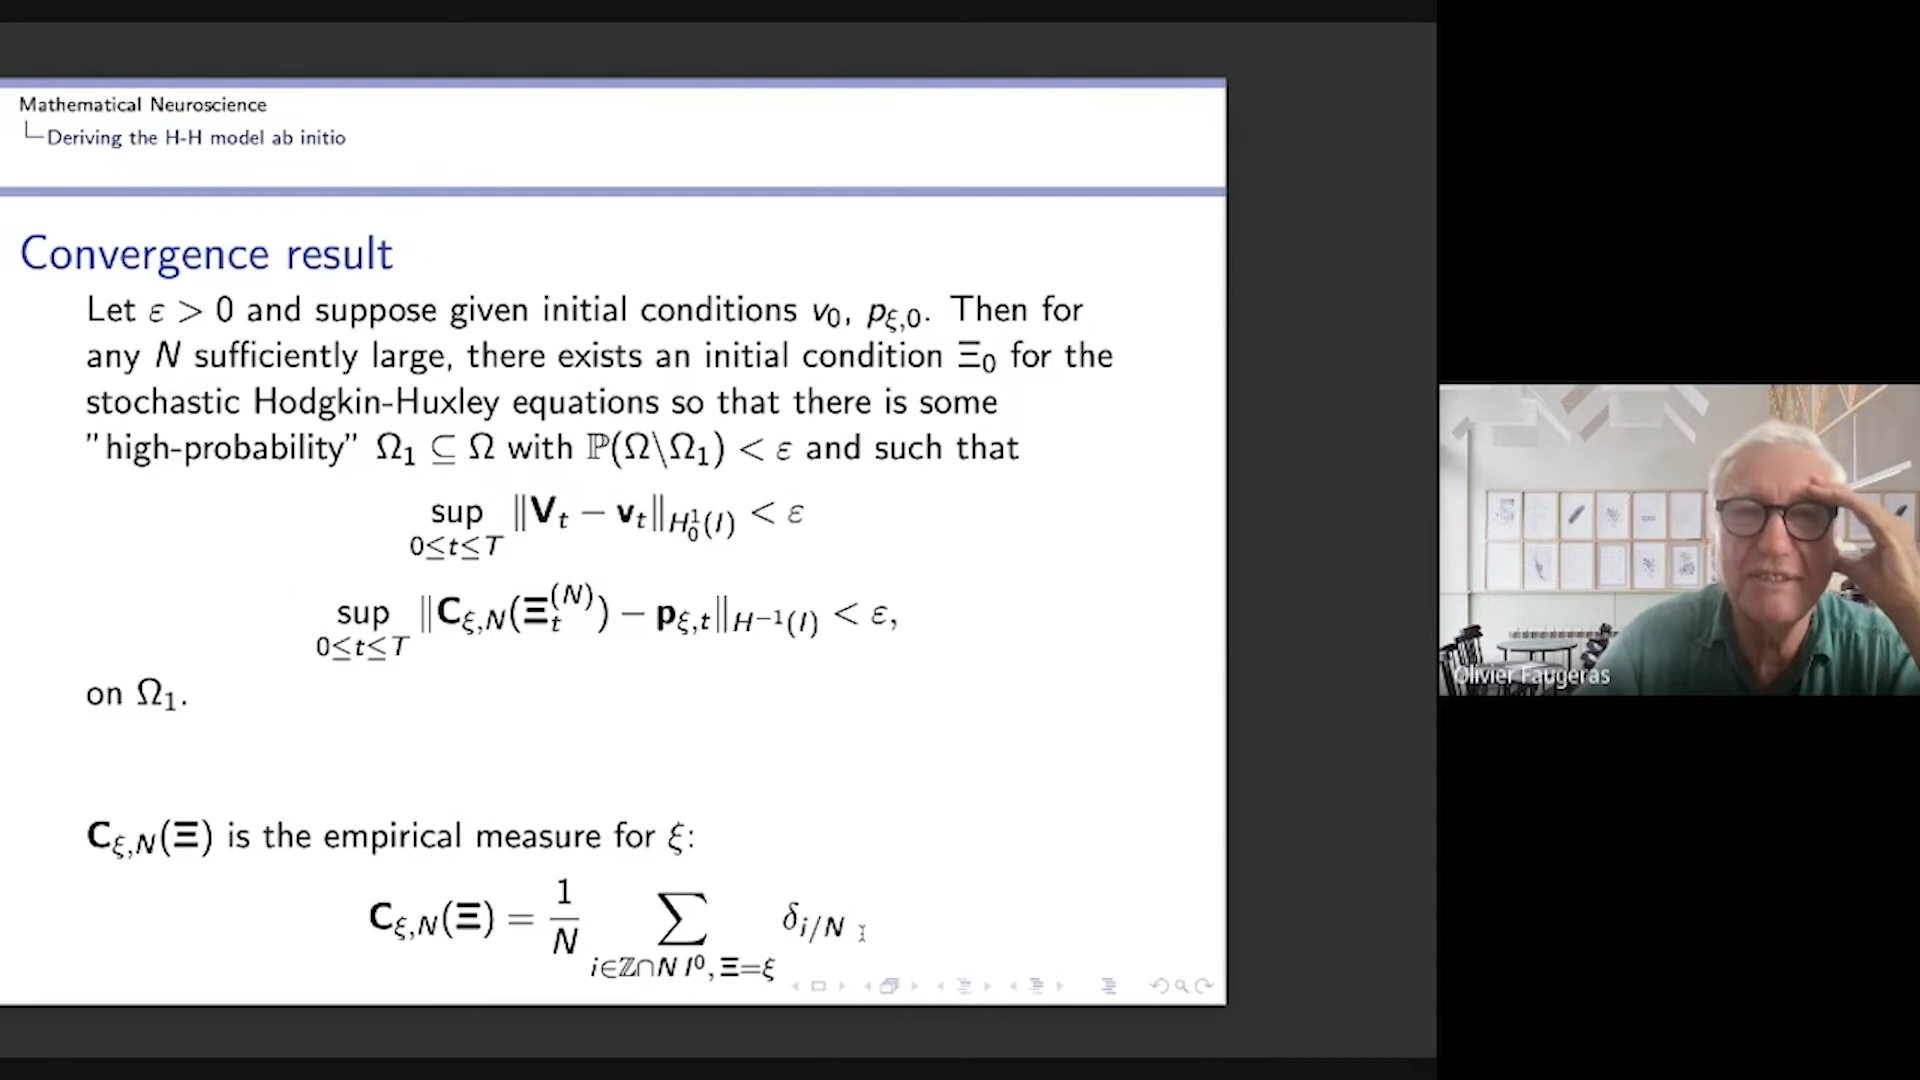 Mathematical Neuroscience
Deriving the H-H model ab initio
Convergence result
Let ε > 0 and suppose given initial conditions v₀, p_{ξ,0}. Then for
any N sufficiently large, there exists an initial condition Ξ₀ for the
stochastic Hodgkin-Huxley equations so that there is some
"high-probability" Ω₁ ⊆ Ω with ℙ(Ω\Ω₁) < ε and such that
sup_{0≤t≤T} ‖V_t − v_t‖_{H¹₀(I)} < ε
sup_{0≤t≤T} ‖C_{ξ,N}(Ξ_t^{(N)}) − p_{ξ,t}‖_{H⁻¹(I)} < ε,
on Ω₁.
C_{ξ,N}(Ξ) is the empirical measure for ξ:
C_{ξ,N}(Ξ) = 1/N ∑_{i∈ℤ∩N I⁰, Ξ=ξ} δ_{i/N}
Olivier Faugeras